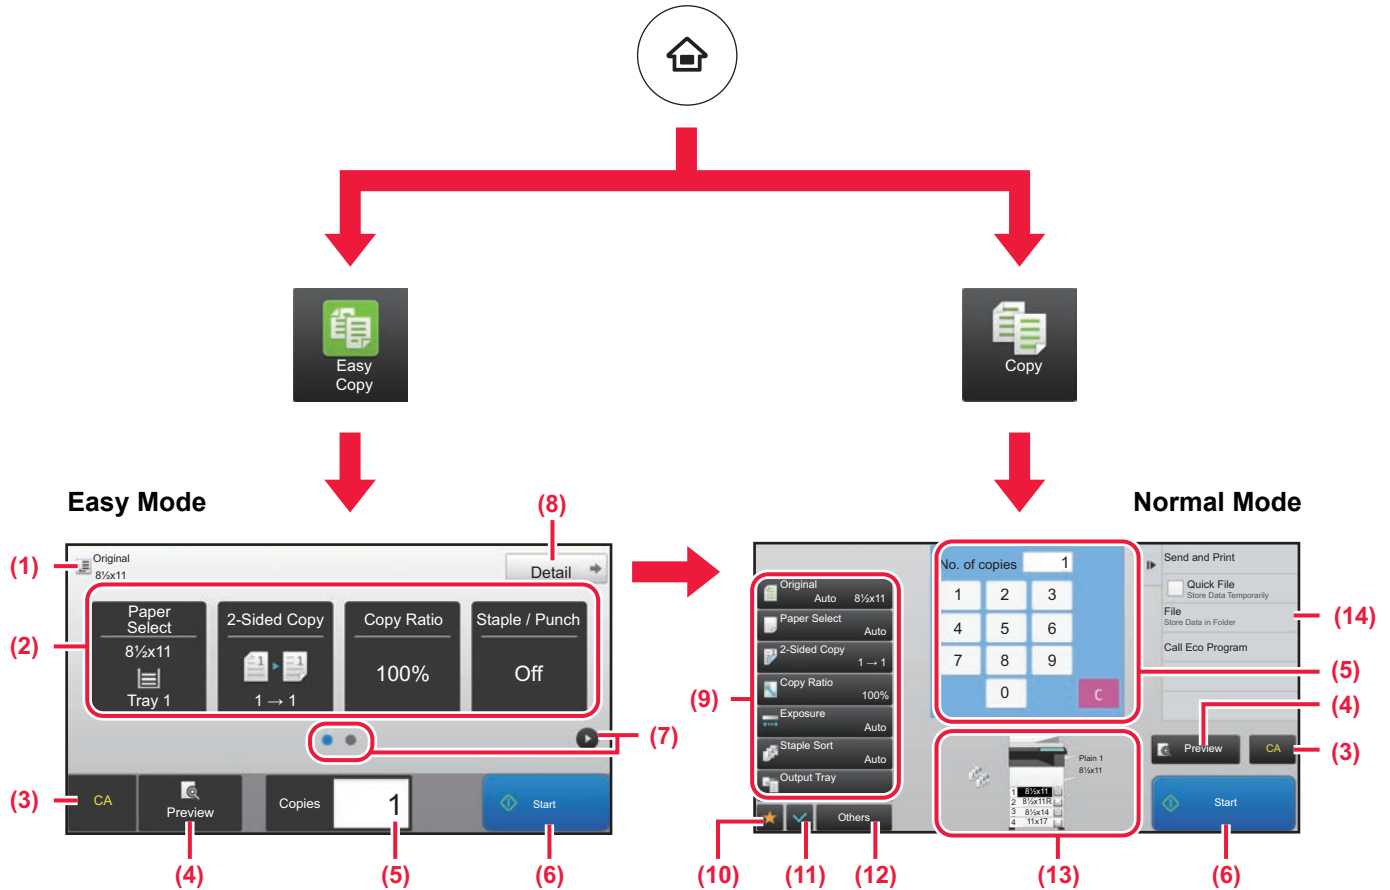 Easy
Copy
Copy
Easy Mode
Normal Mode
(8)
(1)
Original
8½x11
Detail
(2)
Paper
Select
8½x11
Tray 1
2-Sided Copy
1
1
1 → 1
Copy Ratio
100%
Staple / Punch
Off
(7)
(3)
CA
Preview
Copies
1
Start
(4)
(5)
(6)
(9)
Original
Auto 8½x11
Paper Select
Auto
2-Sided Copy
1 → 1
Copy Ratio
100%
Exposure
Auto
Staple Sort
Auto
Output Tray
Others
No. of copies 1
1 2 3
4 5 6
7 8 9
0 C
Plain 1
8½x11
1 8½x11
2 8½x11R
3 8½x14
4 11x17
Send and Print
Quick File
Store Data Temporarily
File
Store Data in Folder
Call Eco Program
(14)
(5)
(4)
Preview
CA
(3)
Start
(10)
(11)
(12)
(13)
(6)